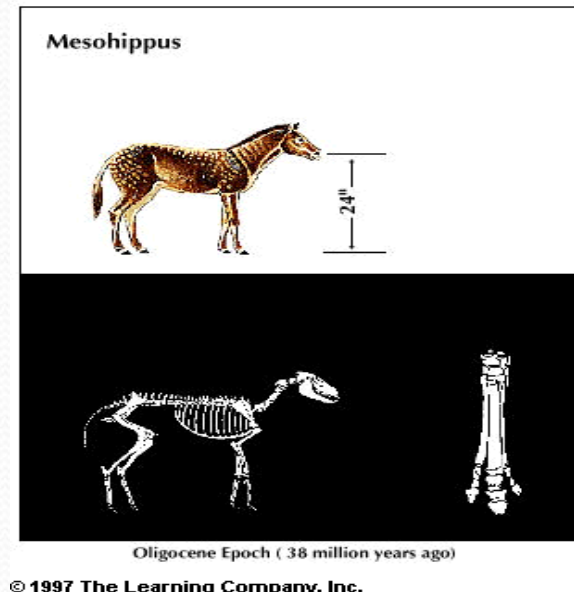 Mesohippus
24"
Oligocene Epoch ( 38 million years ago)
© 1997 The Learning Company, Inc.